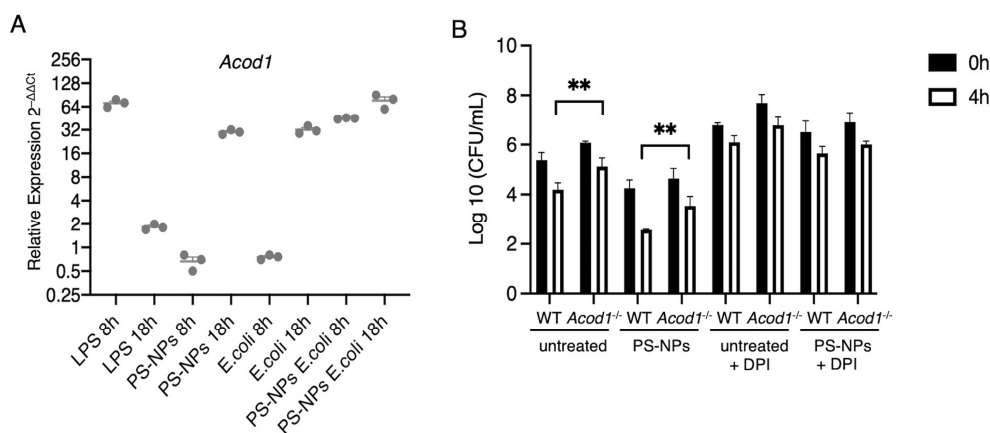 A
Acod1
Relative Expression 2^−ΔΔCt
256
128
64
32
16
8
4
2
1
0.5
0.25
LPS 8h
LPS 18h
PS-NPs 8h
PS-NPs 18h
E.coli 8h
E.coli 18h
PS-NPs E.coli 8h
PS-NPs E.coli 18h
B
Log 10 (CFU/mL)
10
8
6
4
2
0
**
**
0h
4h
WT Acod1-/- WT Acod1-/- WT Acod1-/- WT Acod1-/-
untreated PS-NPs untreated PS-NPs
+ DPI + DPI